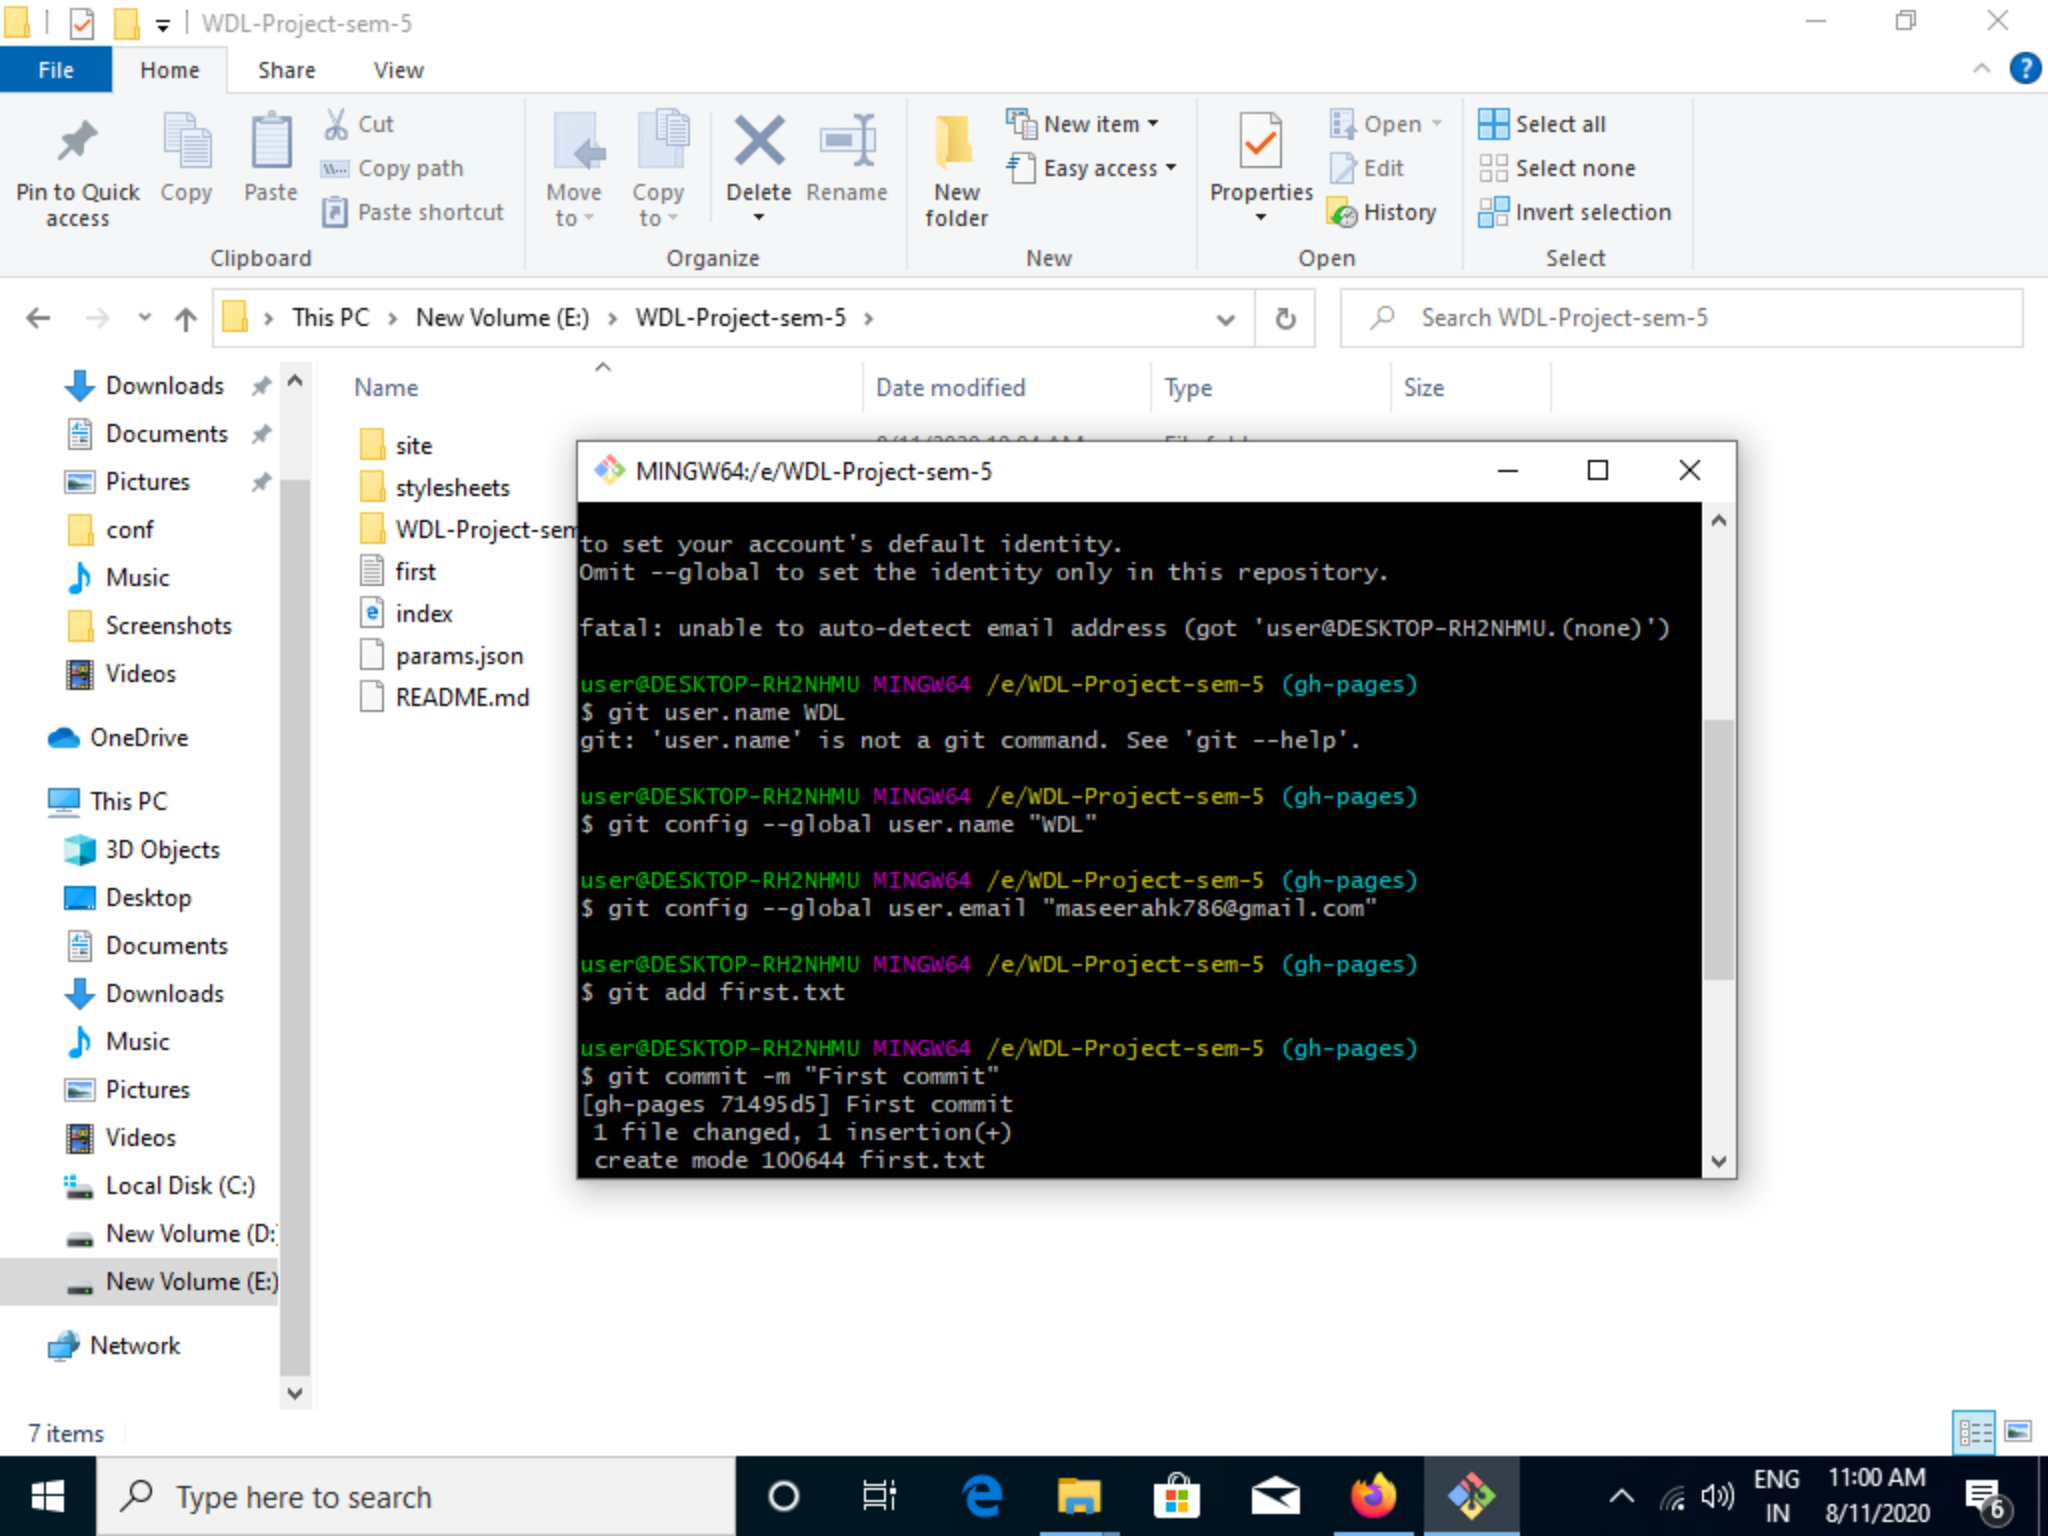 WDL-Project-sem-5
File Home Share View
Pin to Quick access
Copy
Paste
Cut
Copy path
Paste shortcut
Clipboard
Move to
Copy to
Delete
Rename
Organize
New folder
New item
Easy access
New
Properties
Open
Edit
History
Open
Select all
Select none
Invert selection
Select
This PC > New Volume (E:) > WDL-Project-sem-5 >
Search WDL-Project-sem-5
Downloads
Documents
Pictures
conf
Music
Screenshots
Videos
OneDrive
This PC
3D Objects
Desktop
Documents
Downloads
Music
Pictures
Videos
Local Disk (C:)
New Volume (D:
New Volume (E:)
Network
Name Date modified Type Size
site
stylesheets
WDL-Project-sem
first
index
params.json
README.md
MINGW64:/e/WDL-Project-sem-5
to set your account's default identity.
Omit --global to set the identity only in this repository.
fatal: unable to auto-detect email address (got 'user@DESKTOP-RH2NHMU.(none)')
user@DESKTOP-RH2NHMU MINGW64 /e/WDL-Project-sem-5 (gh-pages)
$ git user.name WDL
git: 'user.name' is not a git command. See 'git --help'.
user@DESKTOP-RH2NHMU MINGW64 /e/WDL-Project-sem-5 (gh-pages)
$ git config --global user.name "WDL"
user@DESKTOP-RH2NHMU MINGW64 /e/WDL-Project-sem-5 (gh-pages)
$ git config --global user.email "maseerahk786@gmail.com"
user@DESKTOP-RH2NHMU MINGW64 /e/WDL-Project-sem-5 (gh-pages)
$ git add first.txt
user@DESKTOP-RH2NHMU MINGW64 /e/WDL-Project-sem-5 (gh-pages)
$ git commit -m "First commit"
[gh-pages 71495d5] First commit
1 file changed, 1 insertion(+)
create mode 100644 first.txt
7 items
Type here to search
ENG
IN
11:00 AM
8/11/2020
6